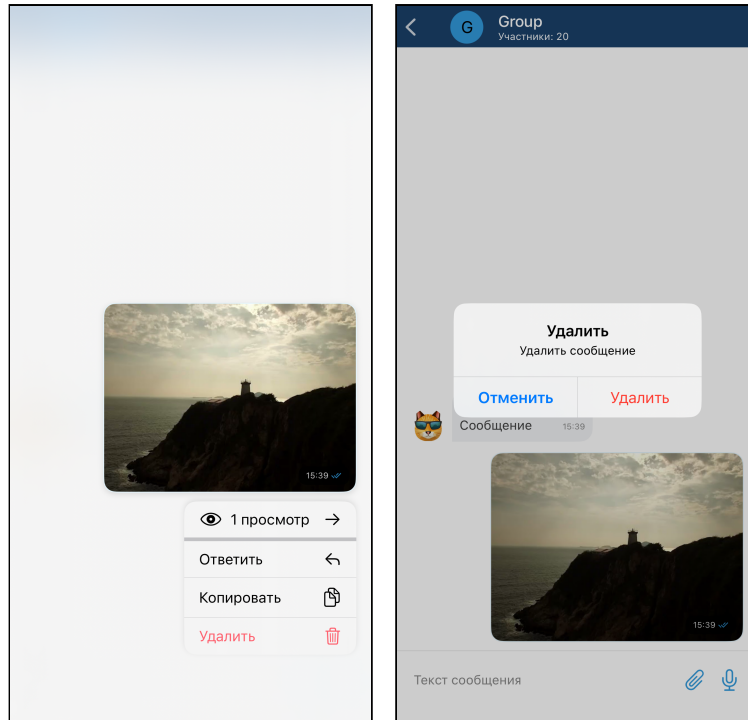 15:39
1 просмотр
Ответить
Копировать
Удалить
G
Group
Участники: 20
Удалить
Удалить сообщение
Отменить
Удалить
Сообщение
15:39
15:39
Текст сообщения